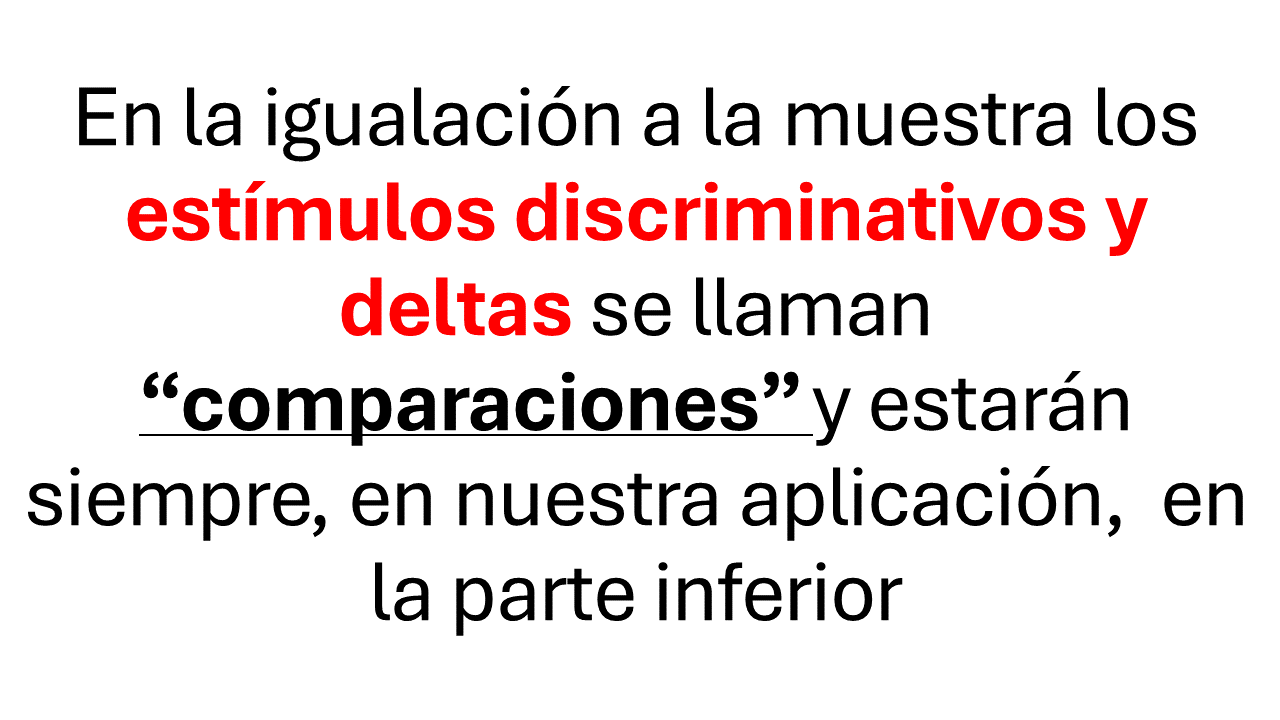 En la igualación a la muestra los
estímulos discriminativos y
deltas se llaman
“comparaciones” y estarán
siempre, en nuestra aplicación,  en
la parte inferior